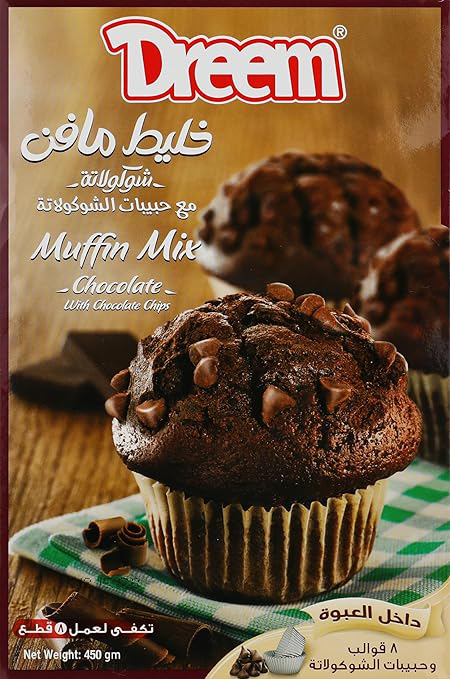 Dreem®
خليط مافن
شوكولاتة
مع حبيبات الشوكولاتة
Muffin Mix
Chocolate
With Chocolate Chips
تكفي لعمل ٨ قطع
Net Weight: 450 gm
داخل العبوة
٨ قوالب
وحبيبات الشوكولاتة